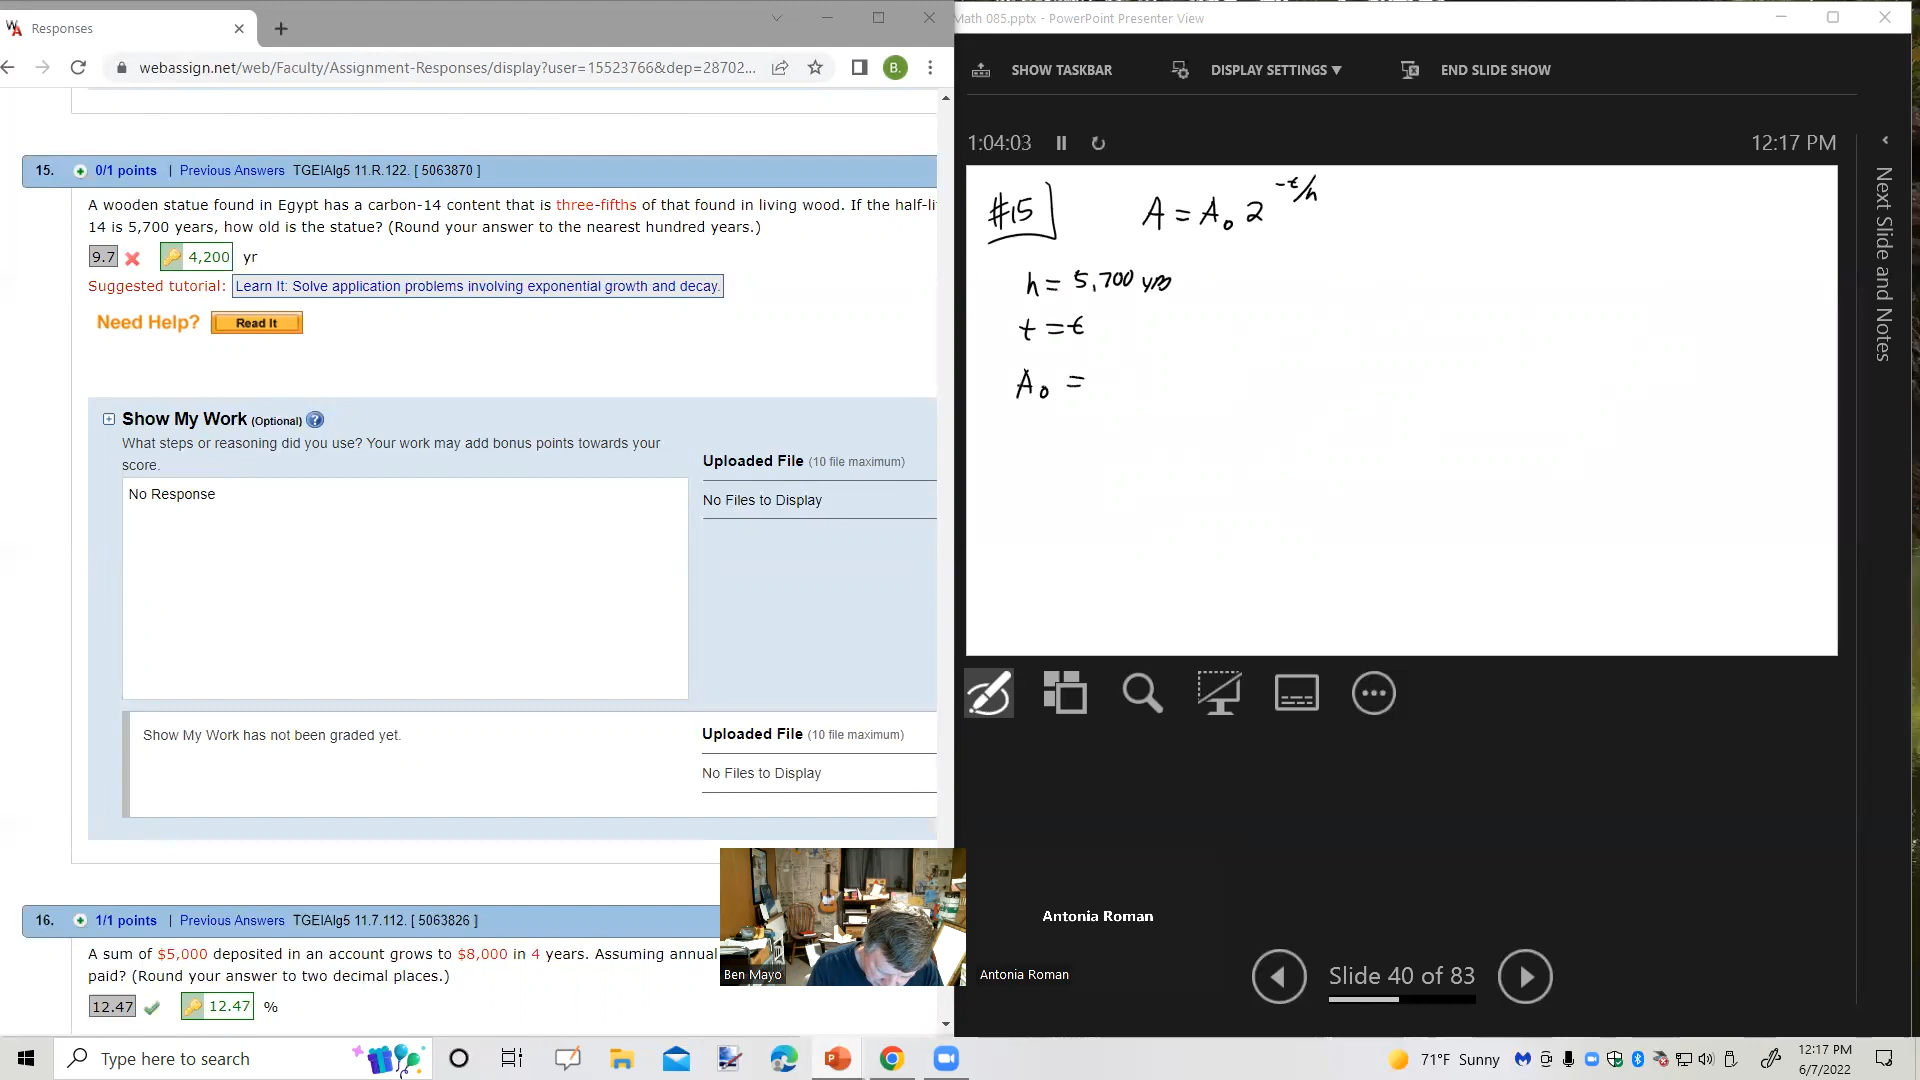 Responses
Math 085.pptx - PowerPoint Presenter View
webassign.net/web/Faculty/Assignment-Responses/display?user=15523766&dep=28702...
B.
SHOW TASKBAR
DISPLAY SETTINGS ▼
END SLIDE SHOW
1:04:03
12:17 PM
15. 0/1 points | Previous Answers TGEIAlg5 11.R.122. [ 5063870 ]
A wooden statue found in Egypt has a carbon-14 content that is three-fifths of that found in living wood. If the half-li
14 is 5,700 years, how old is the statue? (Round your answer to the nearest hundred years.)
9.7 4,200 yr
Suggested tutorial: Learn It: Solve application problems involving exponential growth and decay.
Need Help? Read It
Show My Work (Optional) ?
What steps or reasoning did you use? Your work may add bonus points towards your
score.
Uploaded File (10 file maximum)
No Response
No Files to Display
Show My Work has not been graded yet.
Uploaded File (10 file maximum)
No Files to Display
16. 1/1 points | Previous Answers TGEIAlg5 11.7.112. [ 5063826 ]
A sum of $5,000 deposited in an account grows to $8,000 in 4 years. Assuming annual
paid? (Round your answer to two decimal places.)
12.47 12.47 %
#15 A = A₀ 2^(-t/h)
h = 5,700 yrs
t = t
A₀ =
Next Slide and Notes
Ben Mayo
Antonia Roman
Antonia Roman
Slide 40 of 83
Type here to search
71°F Sunny
12:17 PM
6/7/2022